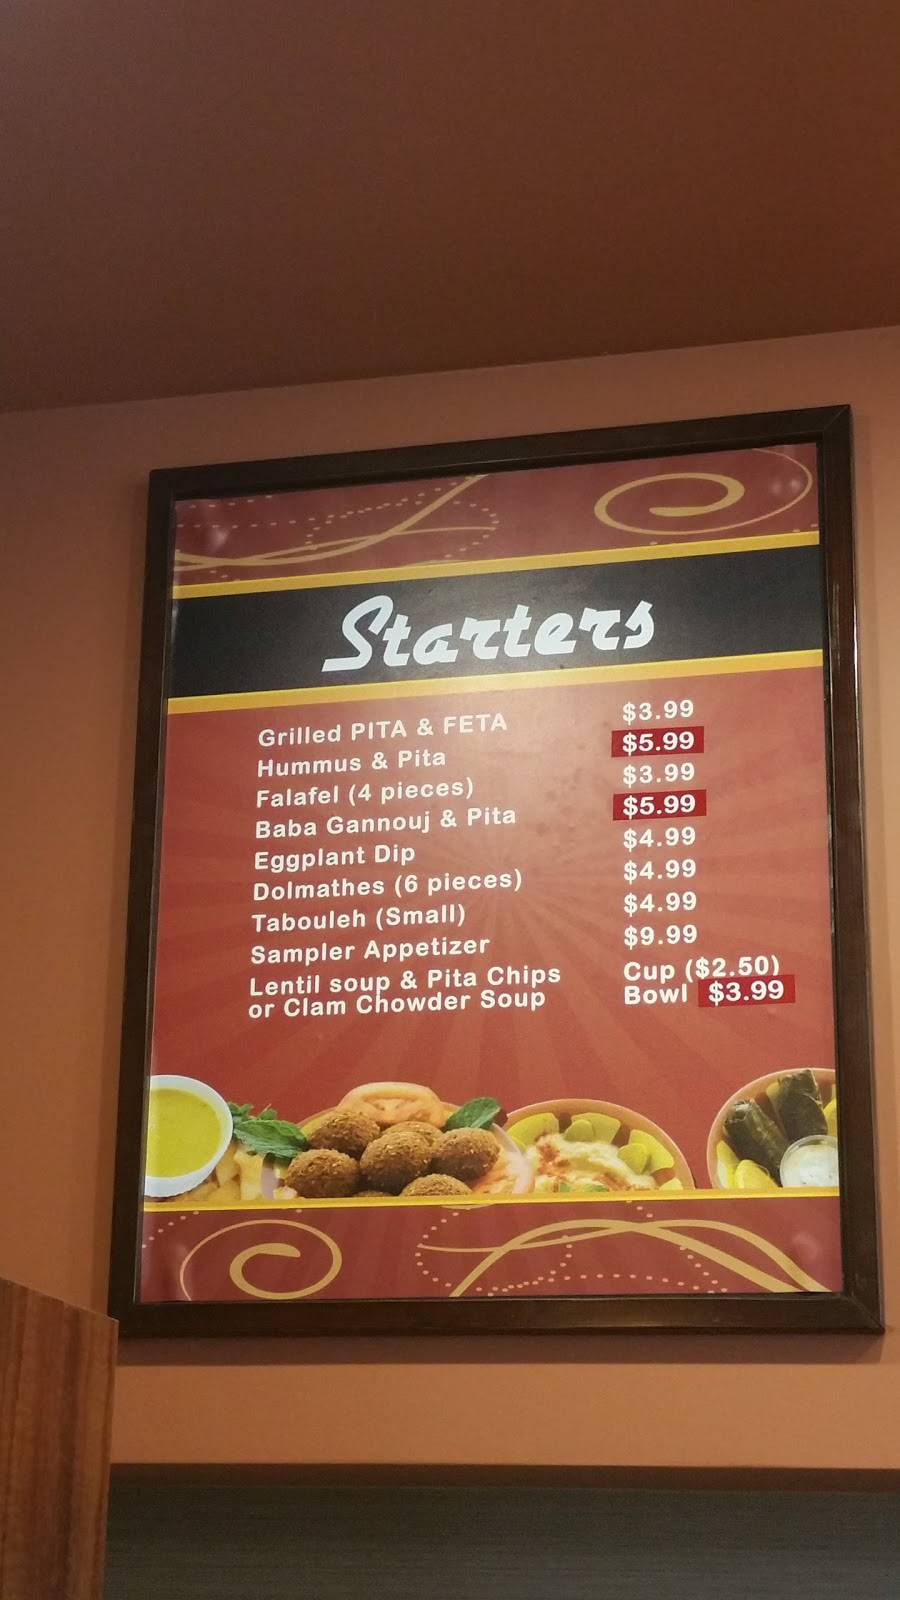 Starters
Grilled PITA & FETA $3.99
Hummus & Pita $5.99
Falafel (4 pieces) $3.99
Baba Gannouj & Pita $5.99
Eggplant Dip $4.99
Dolmathes (6 pieces) $4.99
Tabouleh (Small) $4.99
Sampler Appetizer $9.99
Lentil soup & Pita Chips Cup ($2.50)
or Clam Chowder Soup Bowl $3.99